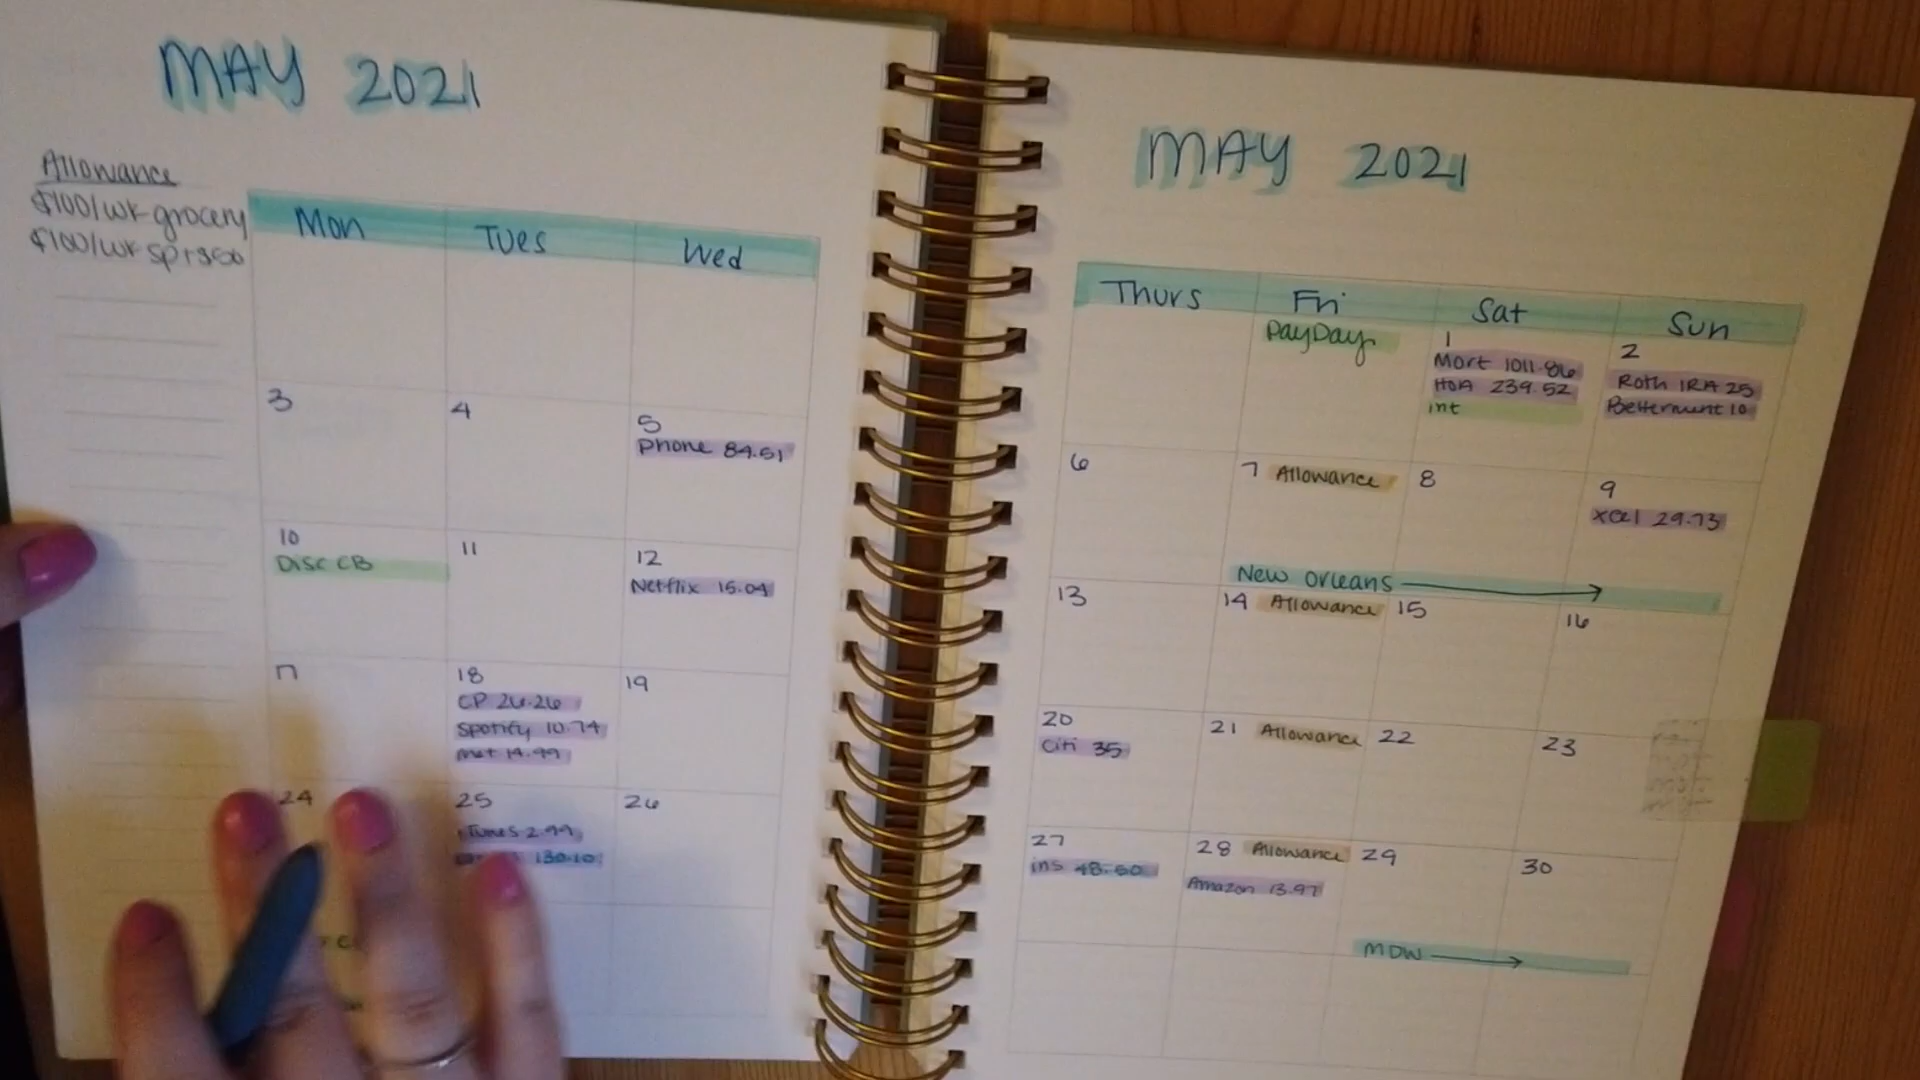 MAY 2021
Allowance
$100/wk grocery
$100/wk
Mon Tues Wed
3 4 5
Phone 84.51
10 11 12
Disc CB
Netflix 15.04
17 18 19
CP 26.26
Spotify 10.74
met 14.99
24 25 26
iTunes 2.99
130.10
MAY 2021
Thurs Fri Sat Sun
PayDay 1 2
Mort 1011.86
HOA 239.52
int
Roth IRA 25
Betterment 10
6 7 Allowance 8 9
xcel 29.73
New Orleans
13 14 Allowance 15 16
20 21 Allowance 22 23
Citi 35
27 28 Allowance 29 30
ins 48.50
Amazon 13.97
MDW